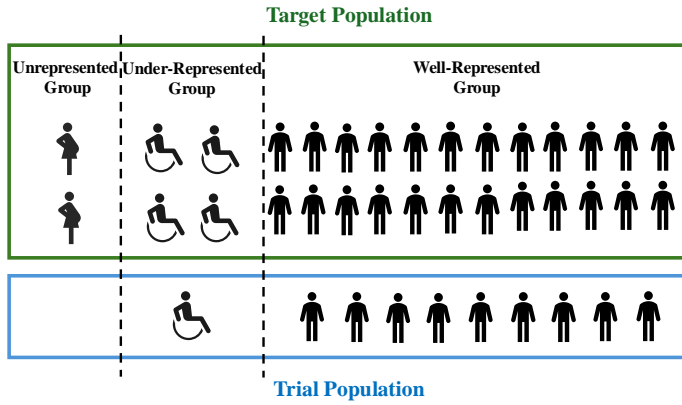 Target Population
Unrepresented
Group
Under-Represented
Group
Well-Represented
Group
Trial Population